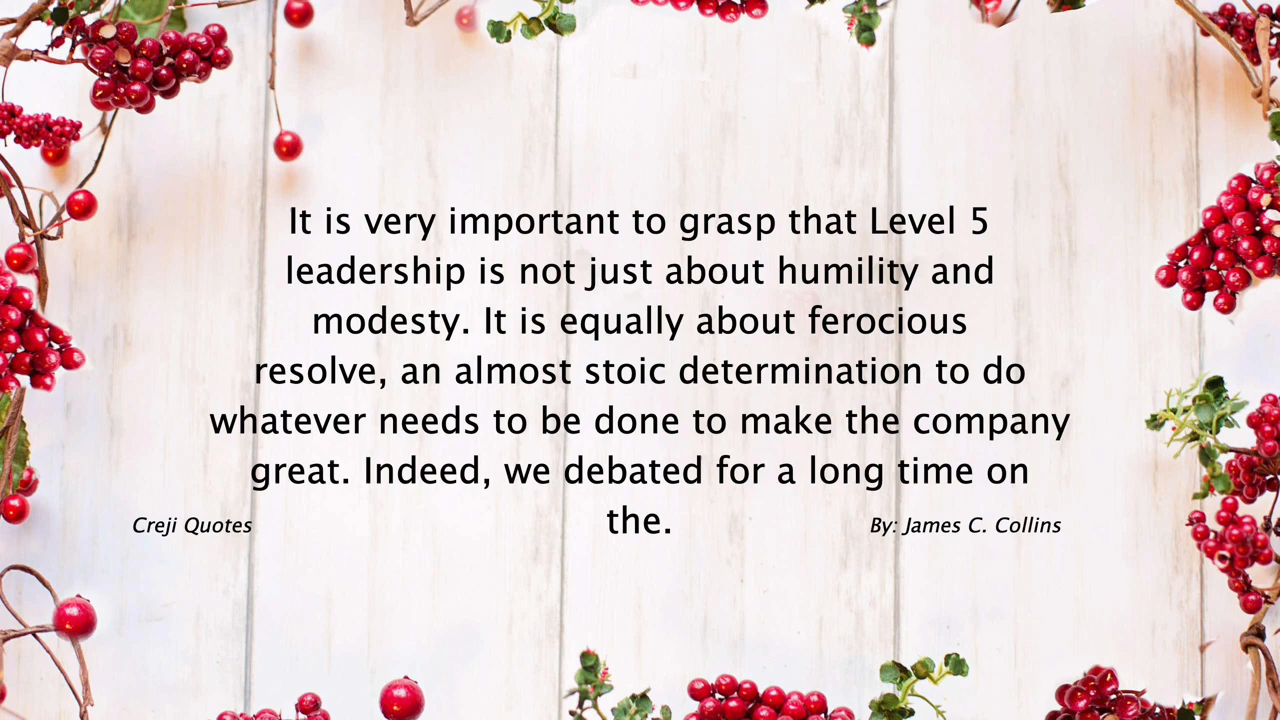 It is very important to grasp that Level 5
leadership is not just about humility and
modesty. It is equally about ferocious
resolve, an almost stoic determination to do
whatever needs to be done to make the company
great. Indeed, we debated for a long time on
the.
Creji Quotes
By: James C. Collins